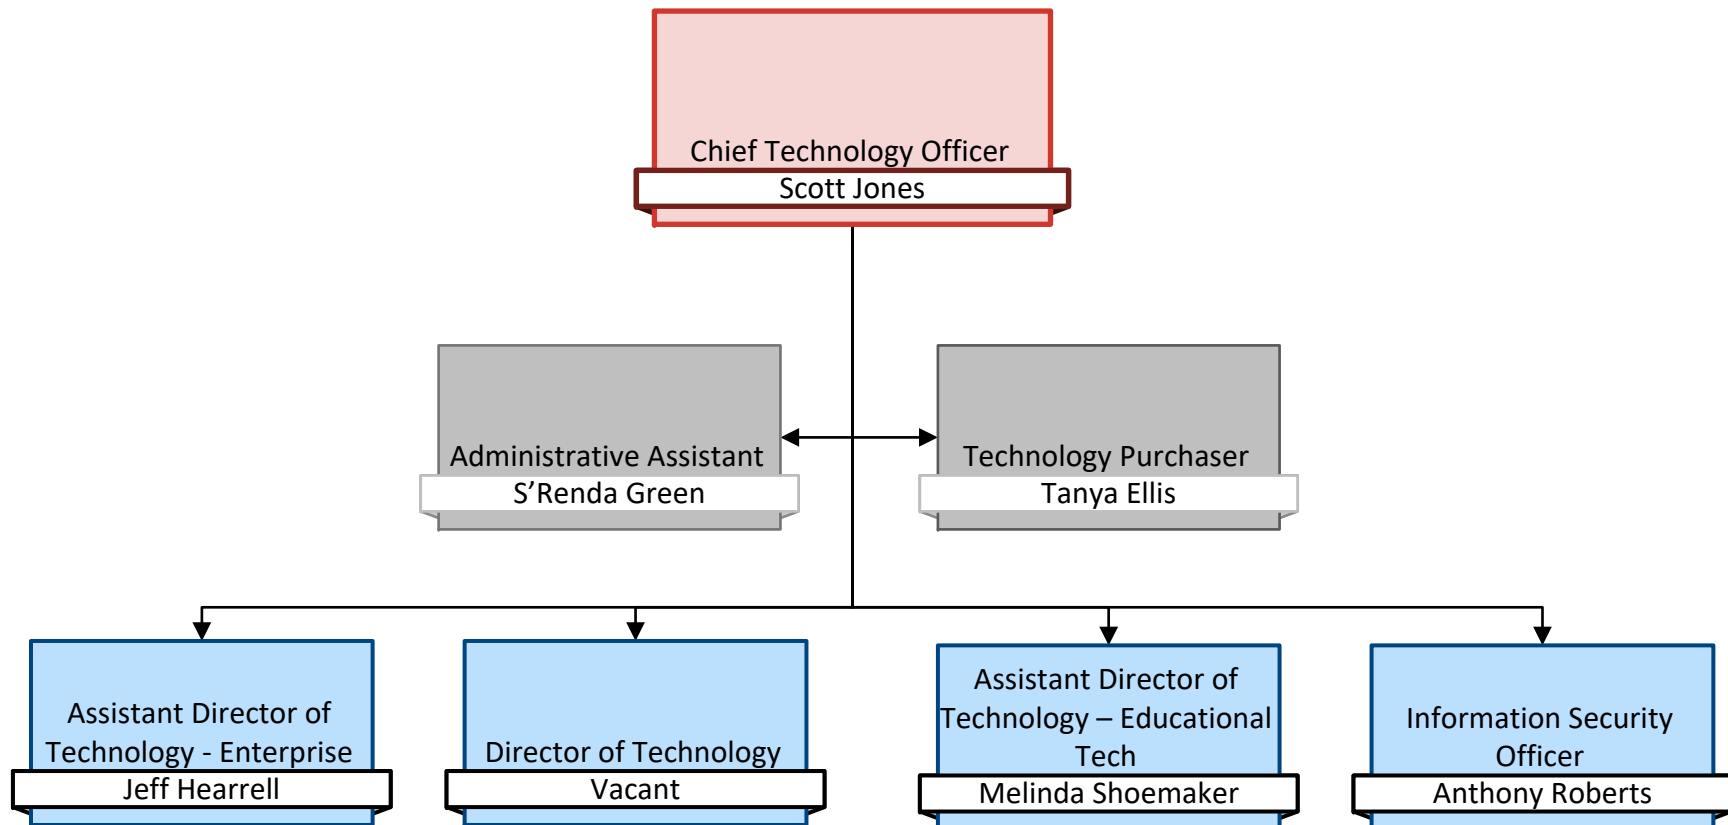 Chief Technology Officer
Scott Jones
Administrative Assistant
S’Renda Green
Technology Purchaser
Tanya Ellis
Assistant Director of
Technology - Enterprise
Jeff Hearrell
Director of Technology
Vacant
Assistant Director of
Technology – Educational
Tech
Melinda Shoemaker
Information Security
Officer
Anthony Roberts